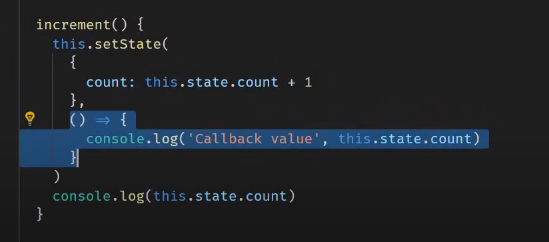 increment() {
this.setState(
{
count: this.state.count + 1
},
() => {
console.log('Callback value', this.state.count)
}
)
console.log(this.state.count)
}